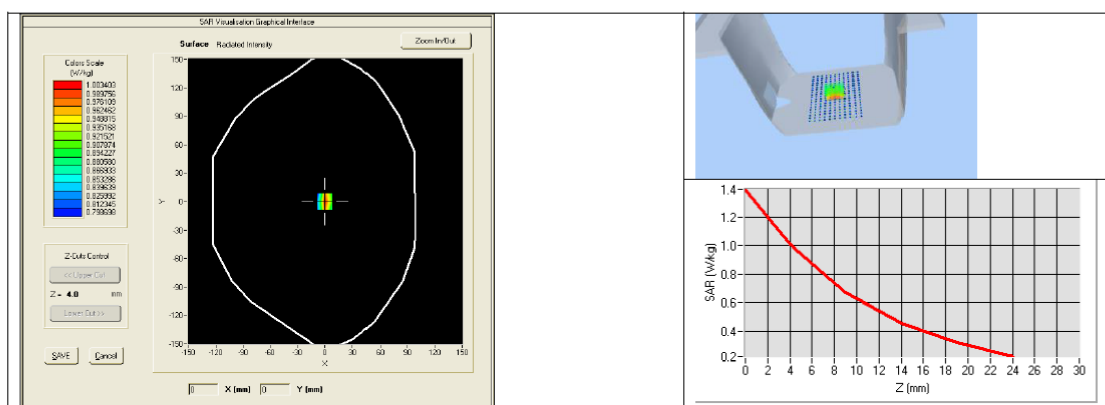 SAR Visualisation Graphical Interface
Surface Radiated Intensity
Zoom In/Out
Colors Scale
(W/kg)
1.003403
0.989756
0.976109
0.962462
0.948815
0.935168
0.921521
0.907874
0.894227
0.880580
0.866933
0.853286
0.839639
0.825992
0.812345
0.798698
Z-Cuts Control
<< Upper Cut
Z = 4.0 mm
Lower Cut >>
SAVE Cancel
150-
120-
90-
60-
30-
Y 0-
-30-
-60-
-90-
-120-
-150-
-150 -120 -90 -60 -30 0 30 60 90 120 150
X
0 X (mm) 0 Y (mm)
SAR (W/kg)
1.4
1.2
1.0
0.8
0.6
0.4
0.2
0 2 4 6 8 10 12 14 16 18 20 22 24 26 28 30
Z (mm)